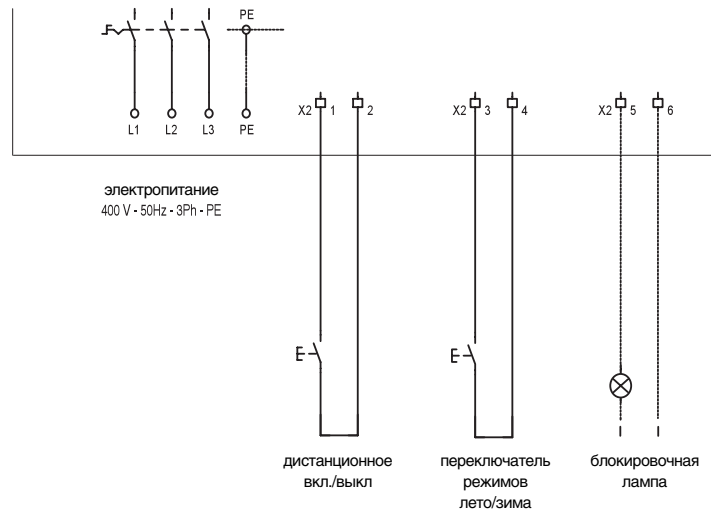 PE
L1 L2 L3 PE
X2 1 2 X2 3 4 X2 5 6
электропитание
400 V - 50Hz - 3Ph - PE
дистанционное
вкл./выкл
переключатель
режимов
лето/зима
блокировочная
лампа